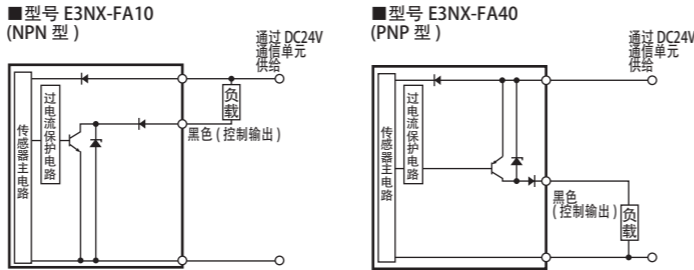 ■型号 E3NX-FA10
(NPN 型 )
通过 DC24V
通信单元
供给
负载
黑色 ( 控制输出 )
过电流保护电路
传感器主电路
■型号 E3NX-FA40
(PNP 型 )
通过 DC24V
通信单元
供给
过电流保护电路
传感器主电路
黑色
( 控制输出 )
负载